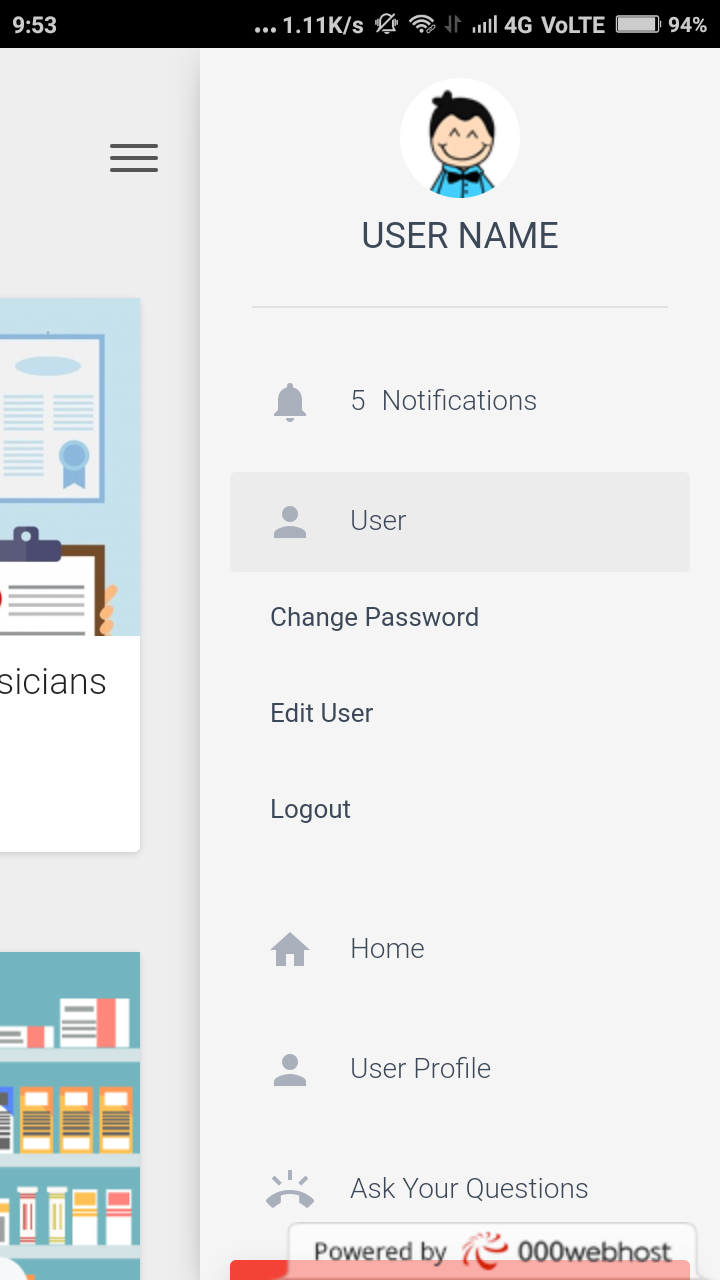 9:53
... 1.11K/s 4G VoLTE 94%
USER NAME
5 Notifications
User
Change Password
Edit User
Logout
sicians
Home
User Profile
Ask Your Questions
Powered by 000webhost